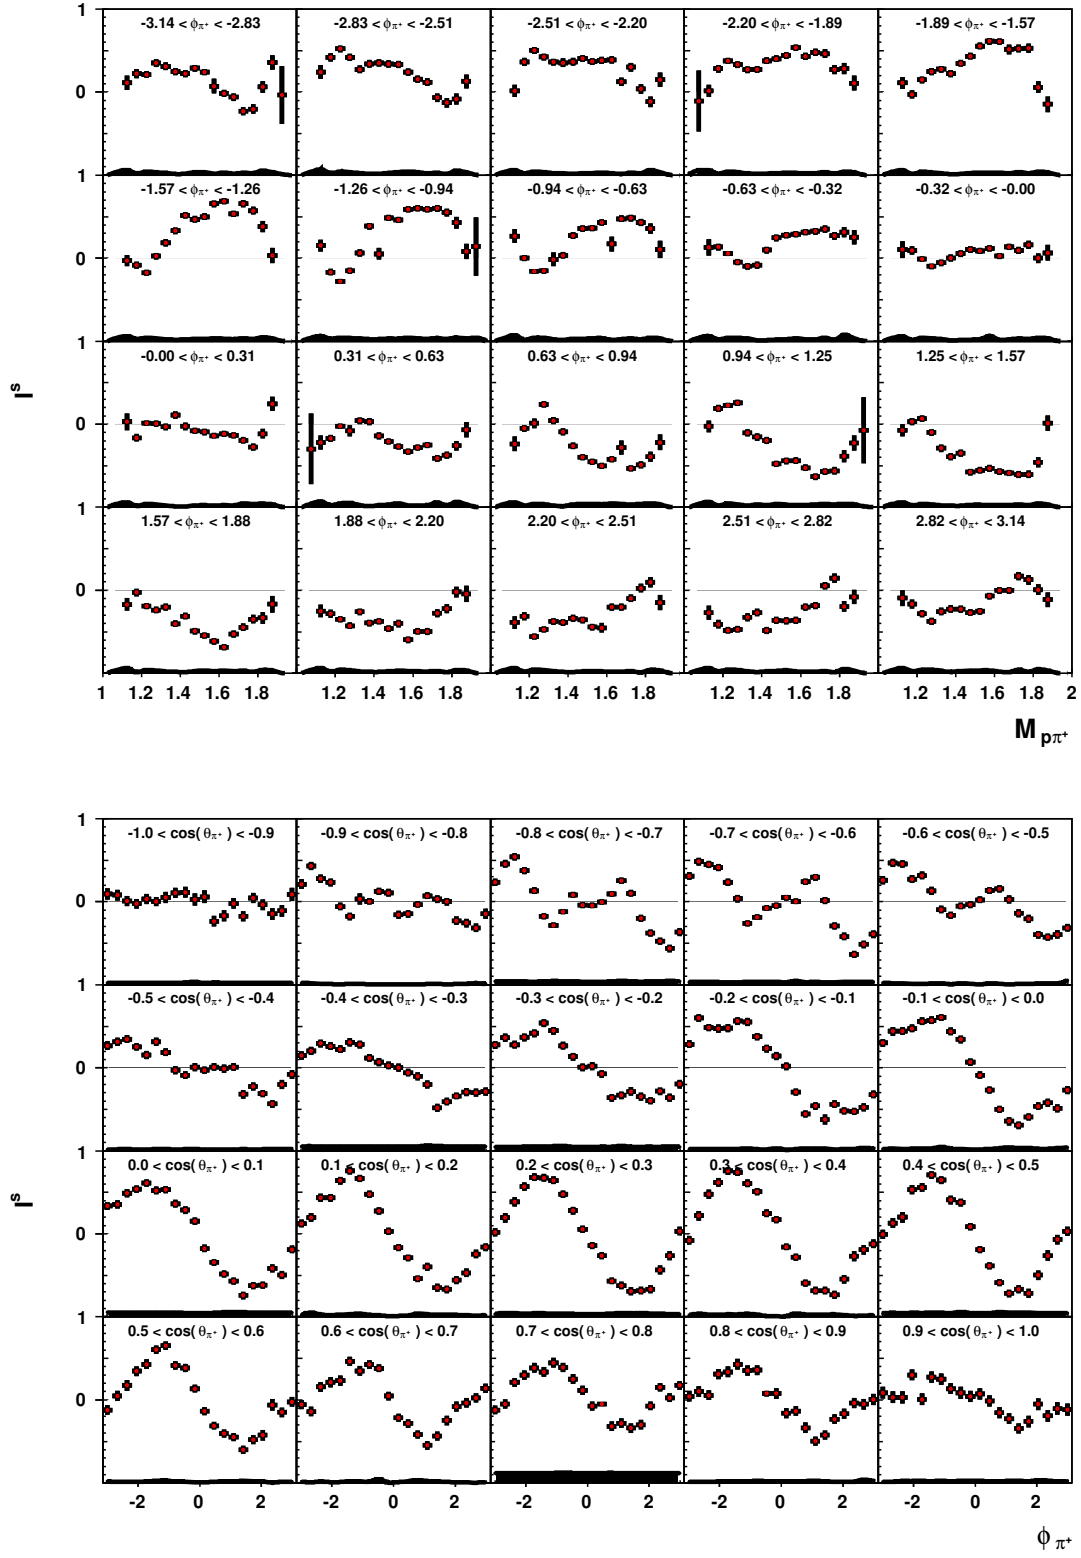 1
-3.14 < ϕπ+ < -2.83
-2.83 < ϕπ+ < -2.51
-2.51 < ϕπ+ < -2.20
-2.20 < ϕπ+ < -1.89
-1.89 < ϕπ+ < -1.57
0
1
-1.57 < ϕπ+ < -1.26
-1.26 < ϕπ+ < -0.94
-0.94 < ϕπ+ < -0.63
-0.63 < ϕπ+ < -0.32
-0.32 < ϕπ+ < -0.00
0
1
-0.00 < ϕπ+ < 0.31
0.31 < ϕπ+ < 0.63
0.63 < ϕπ+ < 0.94
0.94 < ϕπ+ < 1.25
1.25 < ϕπ+ < 1.57
Is
0
1
1.57 < ϕπ+ < 1.88
1.88 < ϕπ+ < 2.20
2.20 < ϕπ+ < 2.51
2.51 < ϕπ+ < 2.82
2.82 < ϕπ+ < 3.14
0
1 1.2 1.4 1.6 1.8 1.2 1.4 1.6 1.8 1.2 1.4 1.6 1.8 1.2 1.4 1.6 1.8 1.2 1.4 1.6 1.8 2
M pπ+
1
-1.0 < cos(θπ+) < -0.9
-0.9 < cos(θπ+) < -0.8
-0.8 < cos(θπ+) < -0.7
-0.7 < cos(θπ+) < -0.6
-0.6 < cos(θπ+) < -0.5
0
1
-0.5 < cos(θπ+) < -0.4
-0.4 < cos(θπ+) < -0.3
-0.3 < cos(θπ+) < -0.2
-0.2 < cos(θπ+) < -0.1
-0.1 < cos(θπ+) < 0.0
0
1
0.0 < cos(θπ+) < 0.1
0.1 < cos(θπ+) < 0.2
0.2 < cos(θπ+) < 0.3
0.3 < cos(θπ+) < 0.4
0.4 < cos(θπ+) < 0.5
Is
0
1
0.5 < cos(θπ+) < 0.6
0.6 < cos(θπ+) < 0.7
0.7 < cos(θπ+) < 0.8
0.8 < cos(θπ+) < 0.9
0.9 < cos(θπ+) < 1.0
0
-2 0 2 -2 0 2 -2 0 2 -2 0 2 -2 0 2
ϕ π+